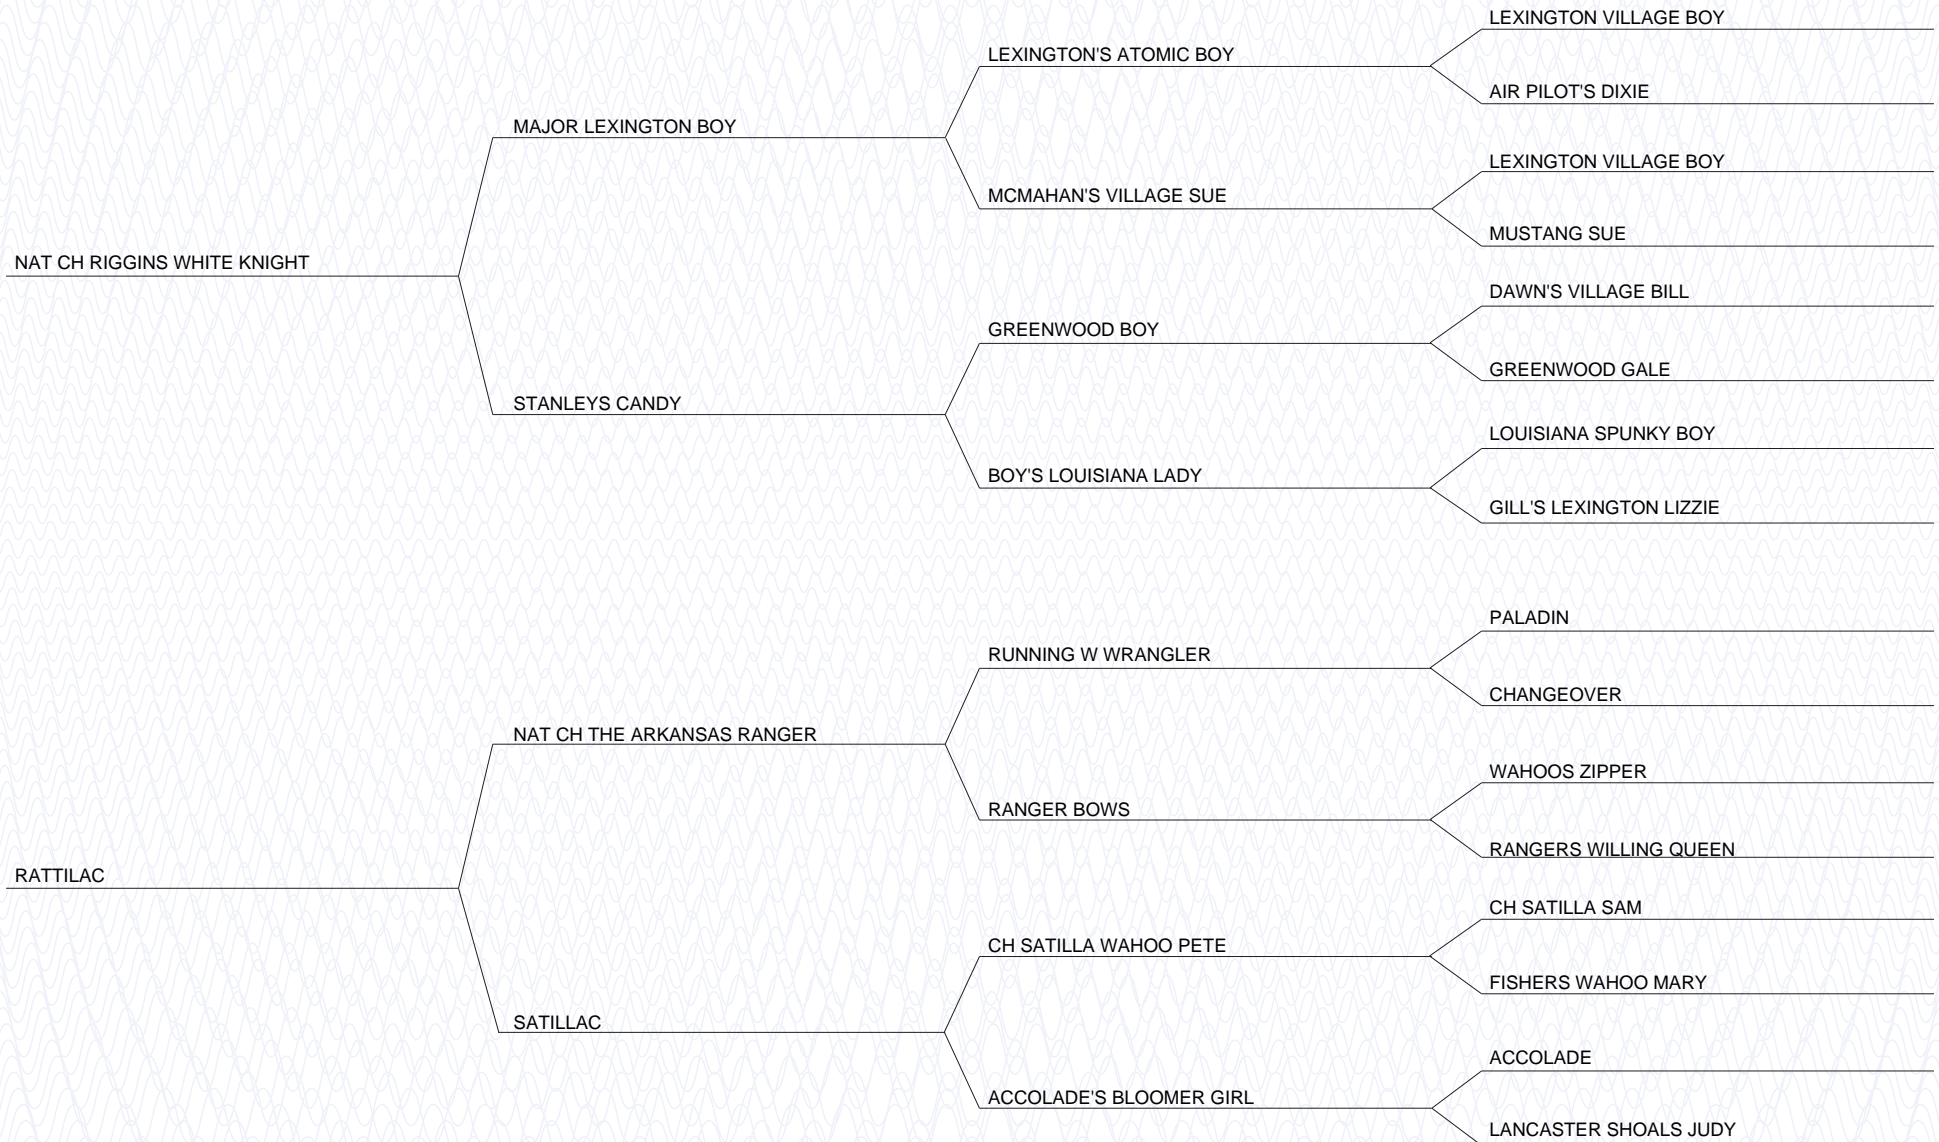 LEXINGTON VILLAGE BOY
LEXINGTON'S ATOMIC BOY
AIR PILOT'S DIXIE
MAJOR LEXINGTON BOY
LEXINGTON VILLAGE BOY
MCMAHAN'S VILLAGE SUE
MUSTANG SUE
NAT CH RIGGINS WHITE KNIGHT
DAWN'S VILLAGE BILL
GREENWOOD BOY
GREENWOOD GALE
STANLEYS CANDY
LOUISIANA SPUNKY BOY
BOY'S LOUISIANA LADY
GILL'S LEXINGTON LIZZIE
PALADIN
RUNNING W WRANGLER
CHANGEOVER
NAT CH THE ARKANSAS RANGER
WAHOOS ZIPPER
RANGER BOWS
RANGERS WILLING QUEEN
RATTILAC
CH SATILLA SAM
CH SATILLA WAHOO PETE
FISHERS WAHOO MARY
SATILLAC
ACCOLADE
ACCOLADE'S BLOOMER GIRL
LANCASTER SHOALS JUDY